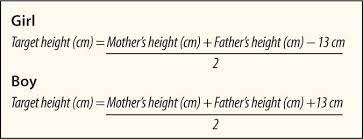 Girl
Target height (cm) = Mother's height (cm) + Father's height (cm) – 13 cm
2
Boy
Target height (cm) = Mother's height (cm) + Father's height (cm) +13 cm
2